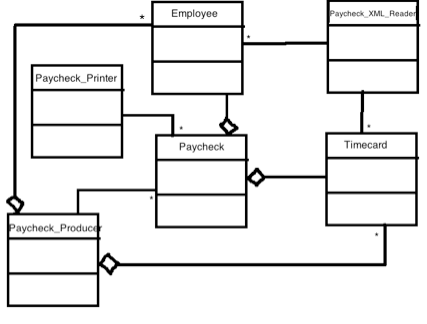 Employee
Paycheck_XML_Reader
*
*
Paycheck_Printer
*
*
Paycheck
Timecard
*
Paycheck_Producer
*